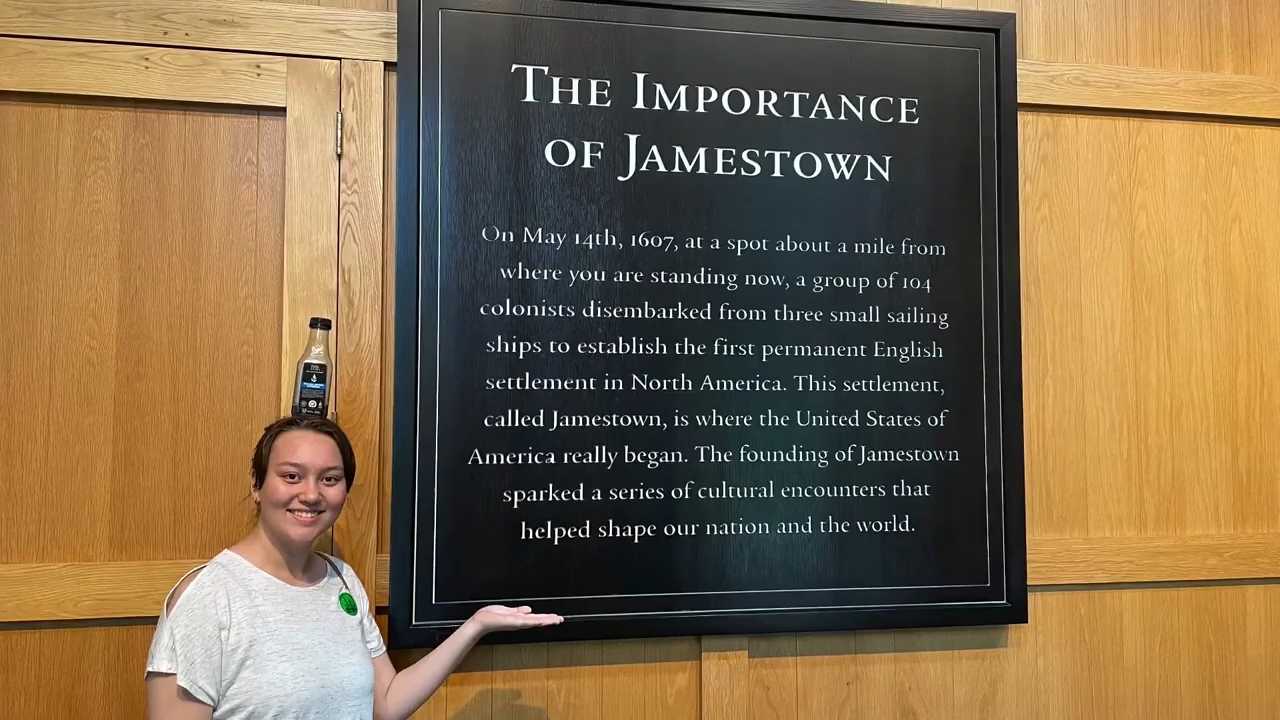 The Importance
of Jamestown
On May 14th, 1607, at a spot about a mile from
where you are standing now, a group of 104
colonists disembarked from three small sailing
ships to establish the first permanent English
settlement in North America. This settlement,
called Jamestown, is where the United States of
America really began. The founding of Jamestown
sparked a series of cultural encounters that
helped shape our nation and the world.